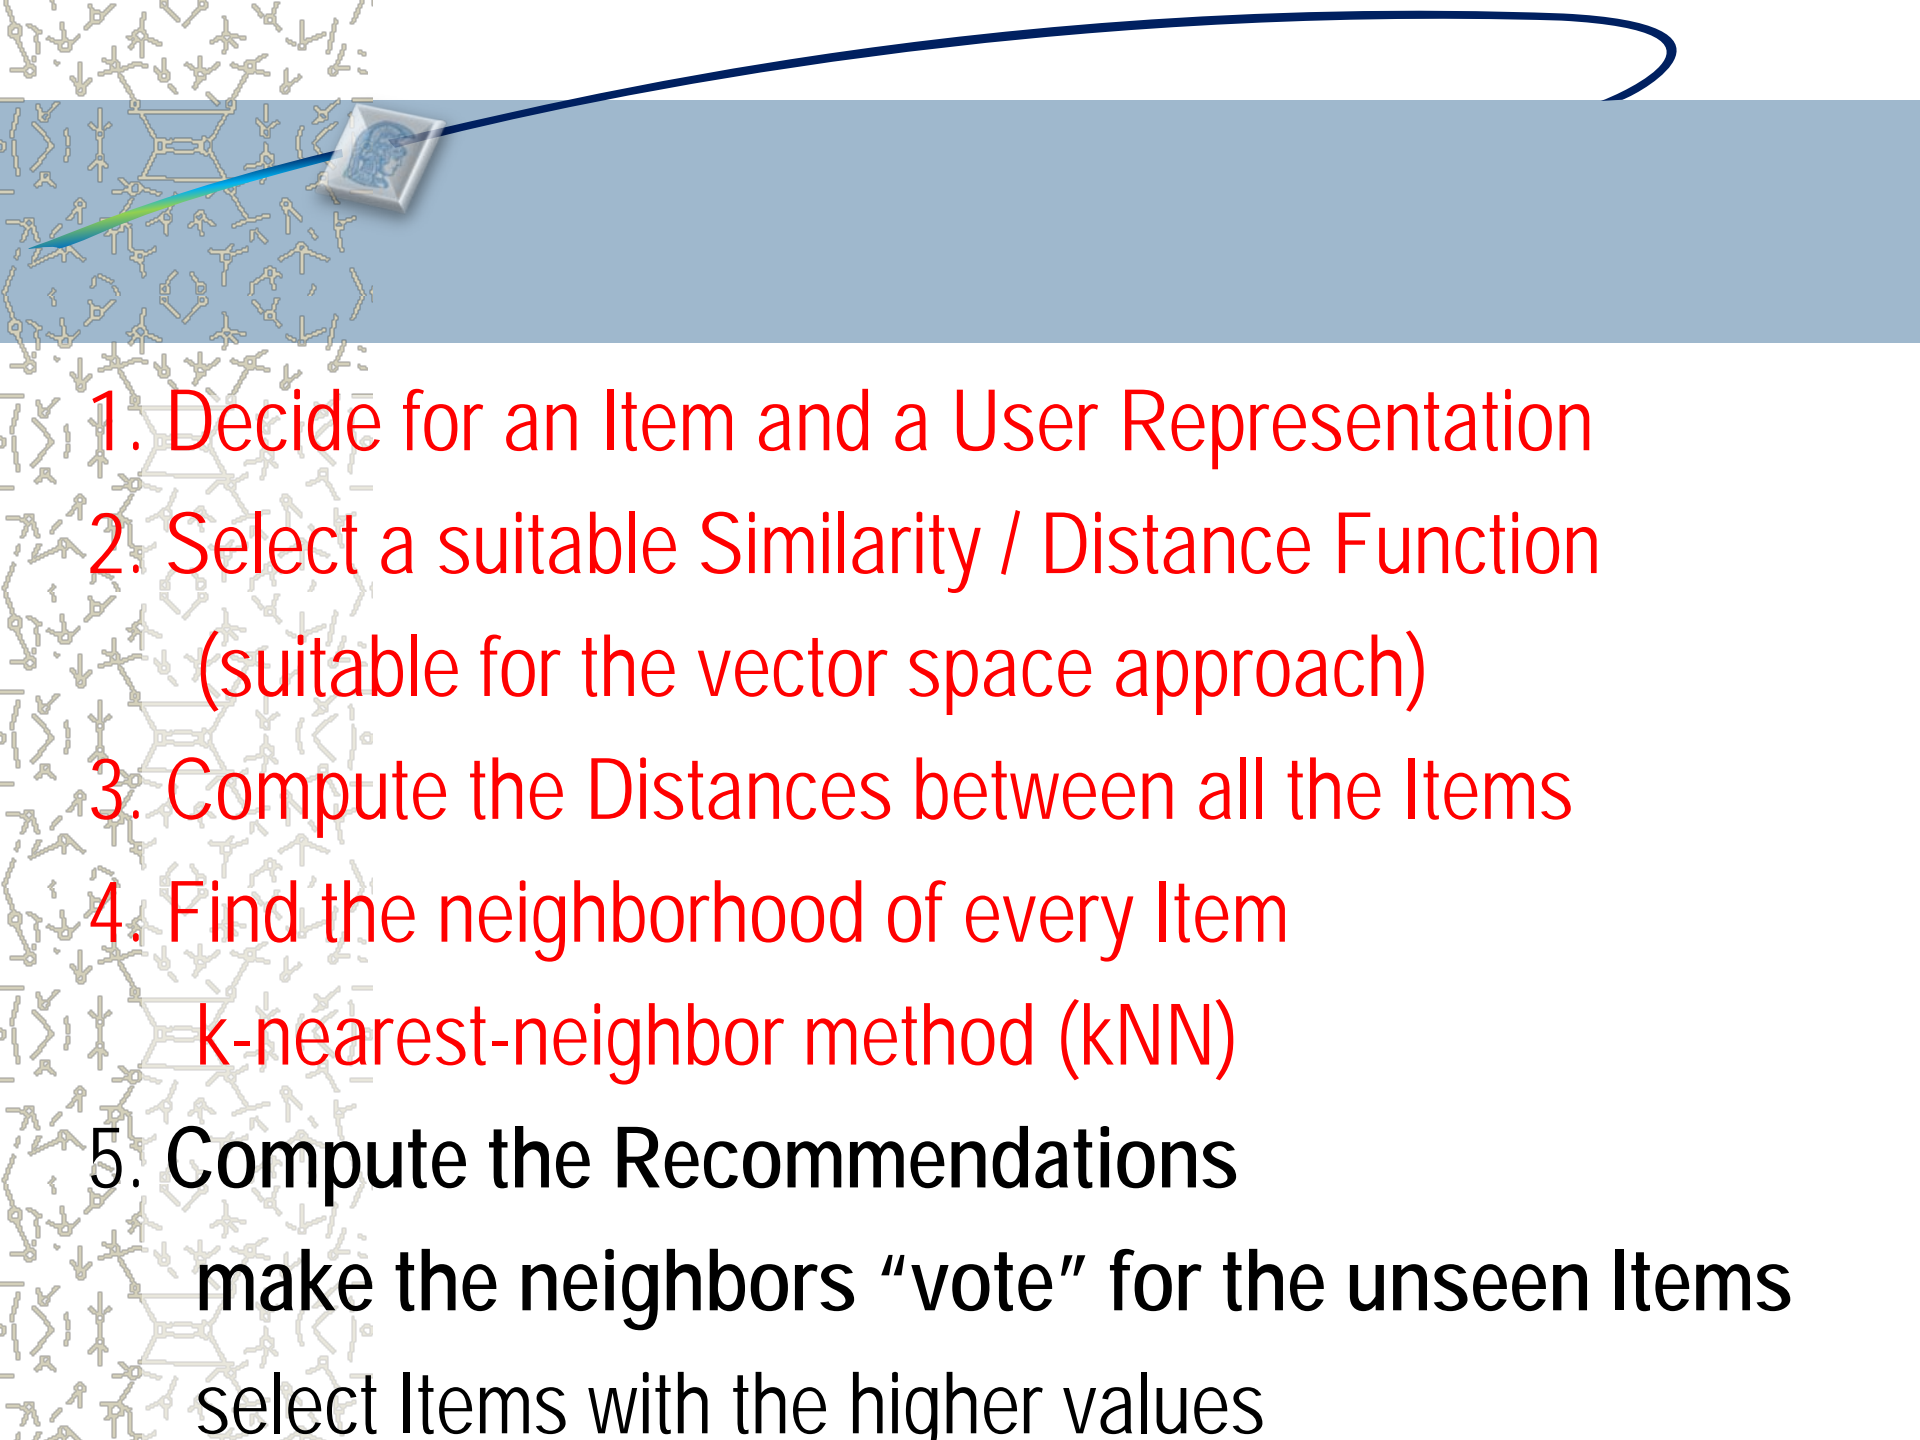 1. Decide for an Item and a User Representation
2. Select a suitable Similarity / Distance Function
(suitable for the vector space approach)
3. Compute the Distances between all the Items
4. Find the neighborhood of every Item
k-nearest-neighbor method (kNN)
5. Compute the Recommendations
make the neighbors “vote” for the unseen Items
select Items with the higher values